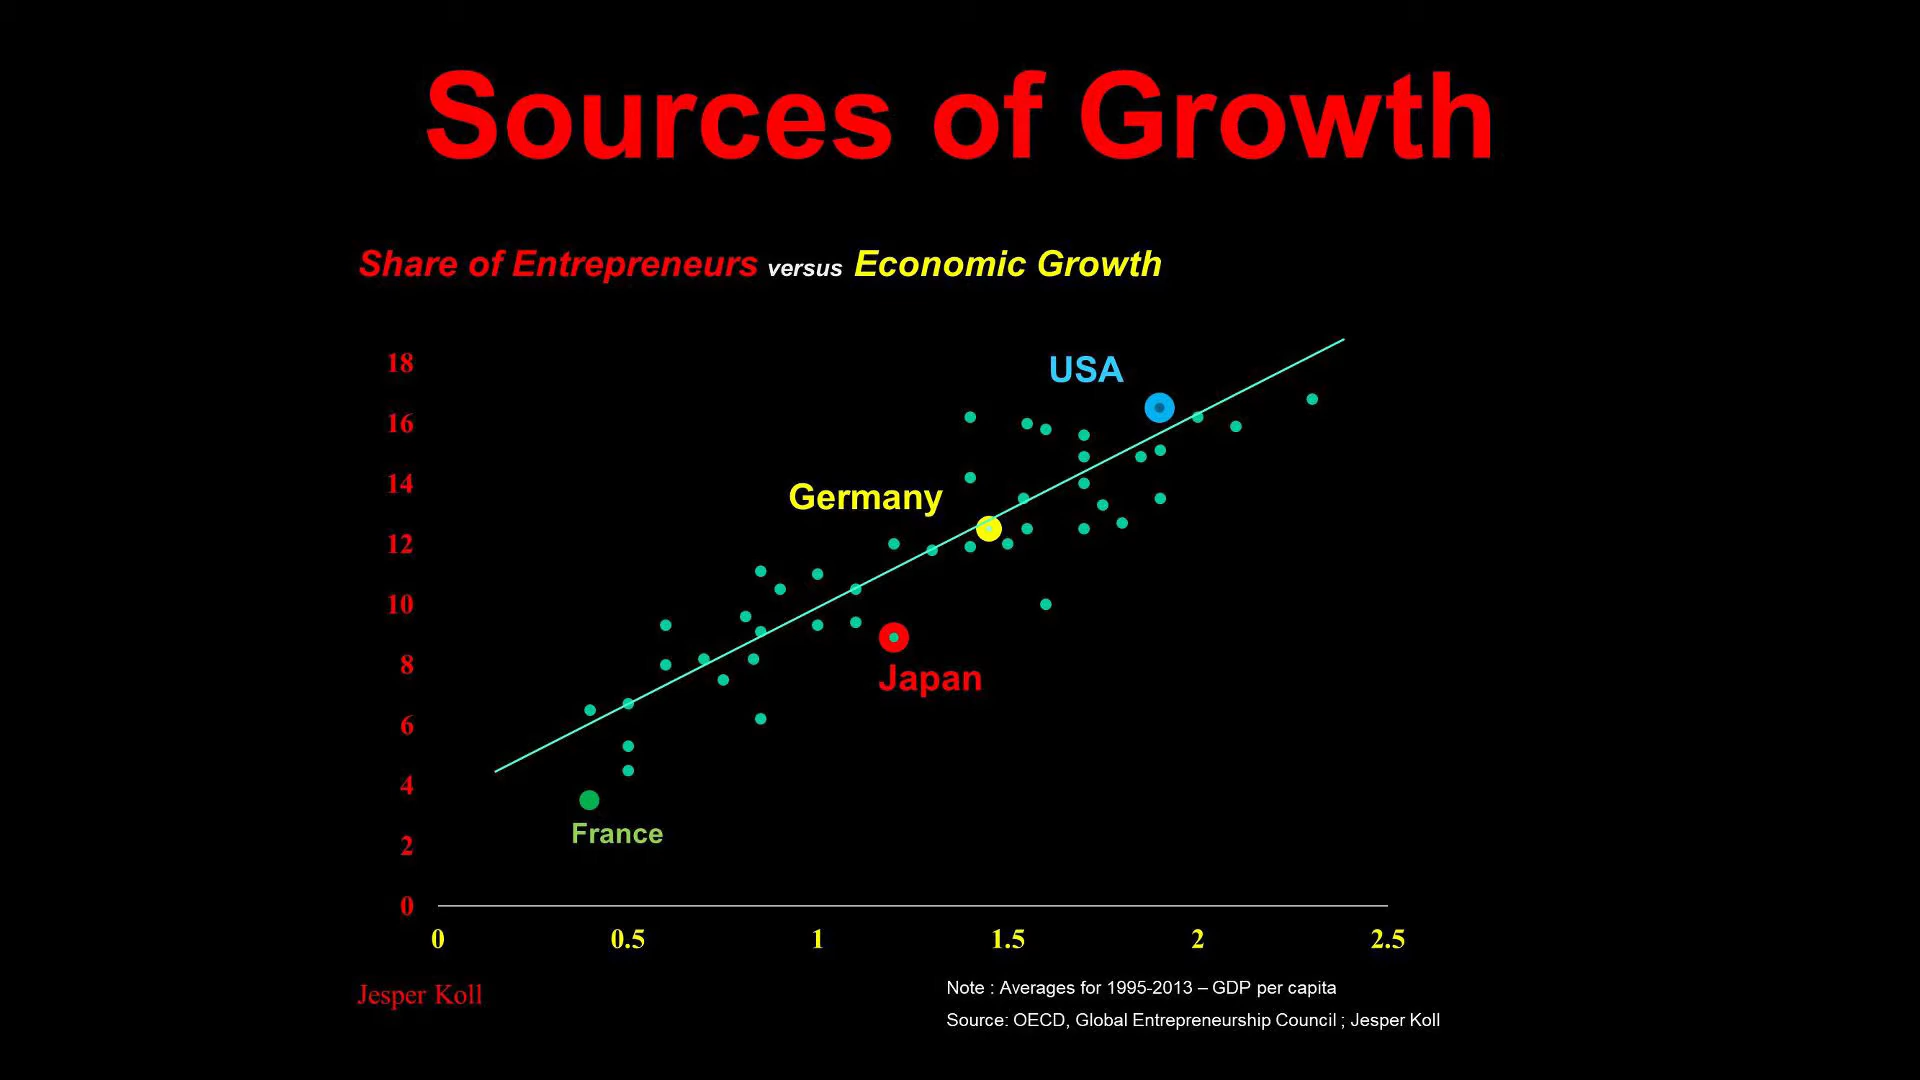 Sources of Growth
Share of Entrepreneurs versus Economic Growth
18
USA
16
14
Germany
12
10
8
Japan
6
4
France
2
0
0 0.5 1 1.5 2 2.5
Jesper Koll
Note : Averages for 1995-2013 – GDP per capita
Source: OECD, Global Entrepreneurship Council ; Jesper Koll